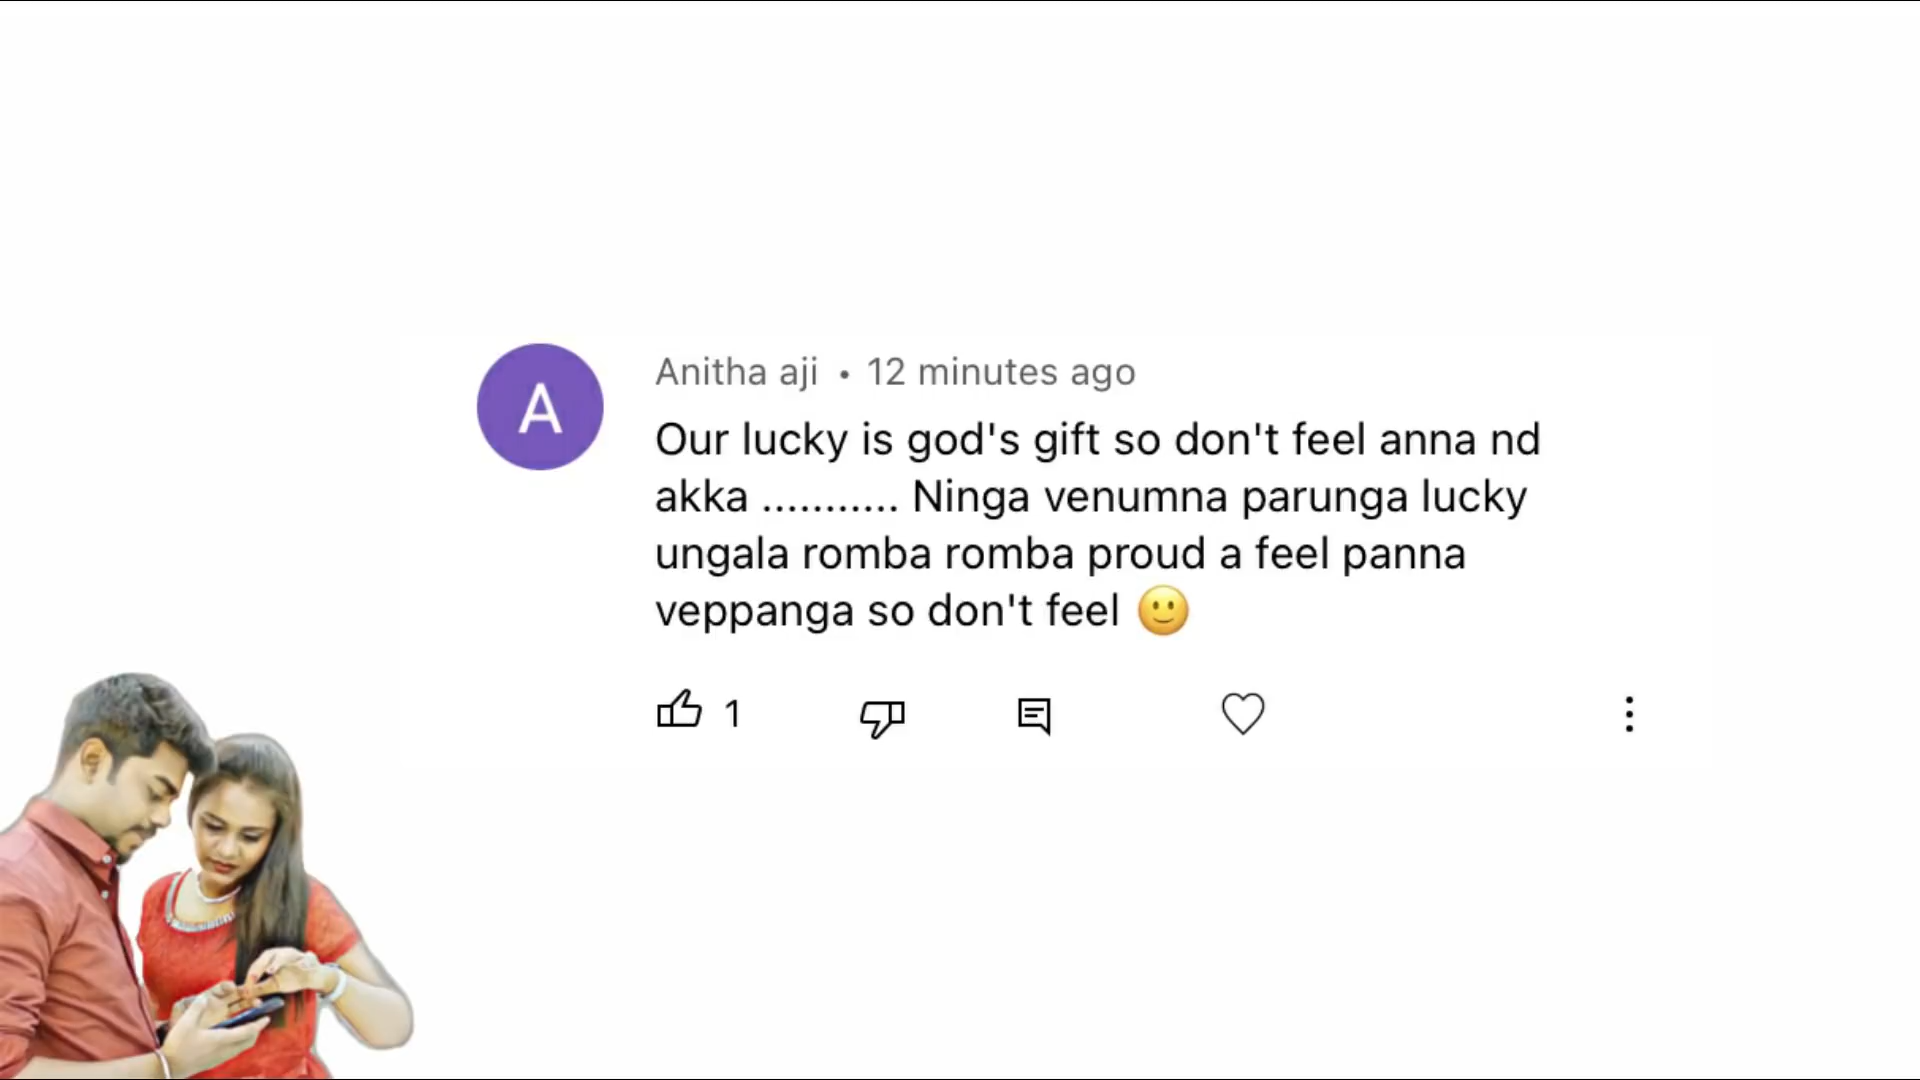 A
Anitha aji • 12 minutes ago
Our lucky is god's gift so don't feel anna nd
akka ........... Ninga venumna parunga lucky
ungala romba romba proud a feel panna
veppanga so don't feel 🙂
1